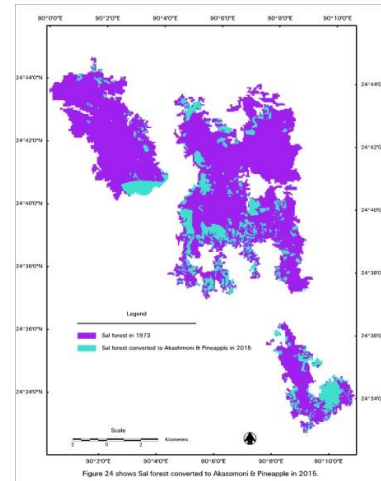 90°0'0"E 90°2'0"E 90°4'0"E 90°6'0"E 90°8'0"E 90°10'0"E
24°44'0"N 24°44'0"N
24°42'0"N 24°42'0"N
24°40'0"N 24°40'0"N
24°38'0"N 24°38'0"N
24°36'0"N 24°36'0"N
24°34'0"N 24°34'0"N
Legend
Sal forest in 1973
Sal forest converted to Akashmoni & Pineapple in 2015
Scale
Kilometers
90°2'0"E 90°4'0"E 90°6'0"E 90°8'0"E 90°10'0"E
Figure 24 shows Sal forest converted to Akassmoni & Pineapple in 2015.